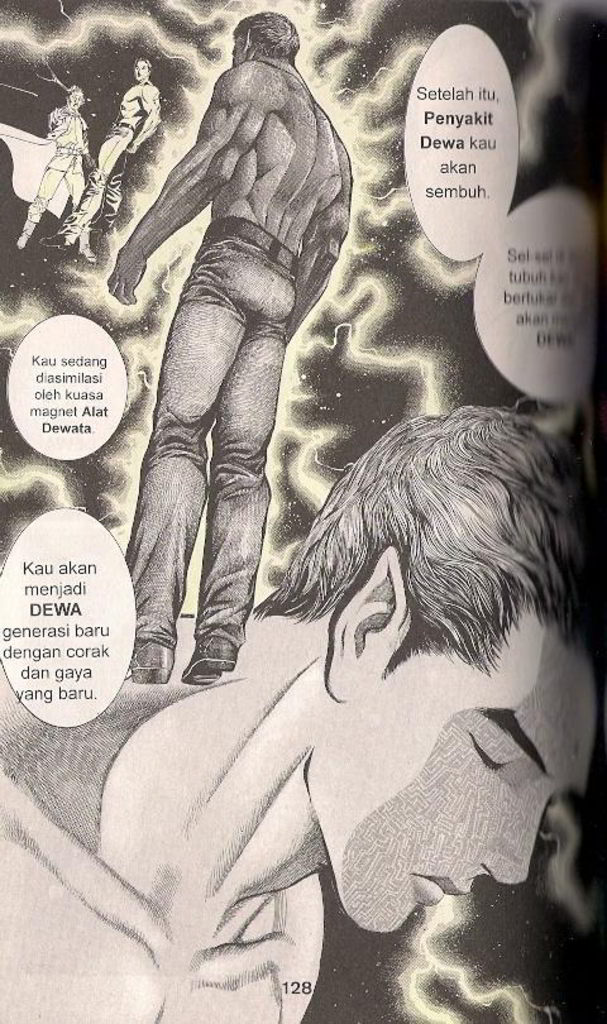 Setelah itu,
Penyakit
Dewa kau
akan
sembuh.
tubuh
bertukar
akan
DEWA
Kau sedang
diasimilasi
oleh kuasa
magnet Alat
Dewata.
Kau akan
menjadi
DEWA
generasi baru
dengan corak
dan gaya
yang baru.
128